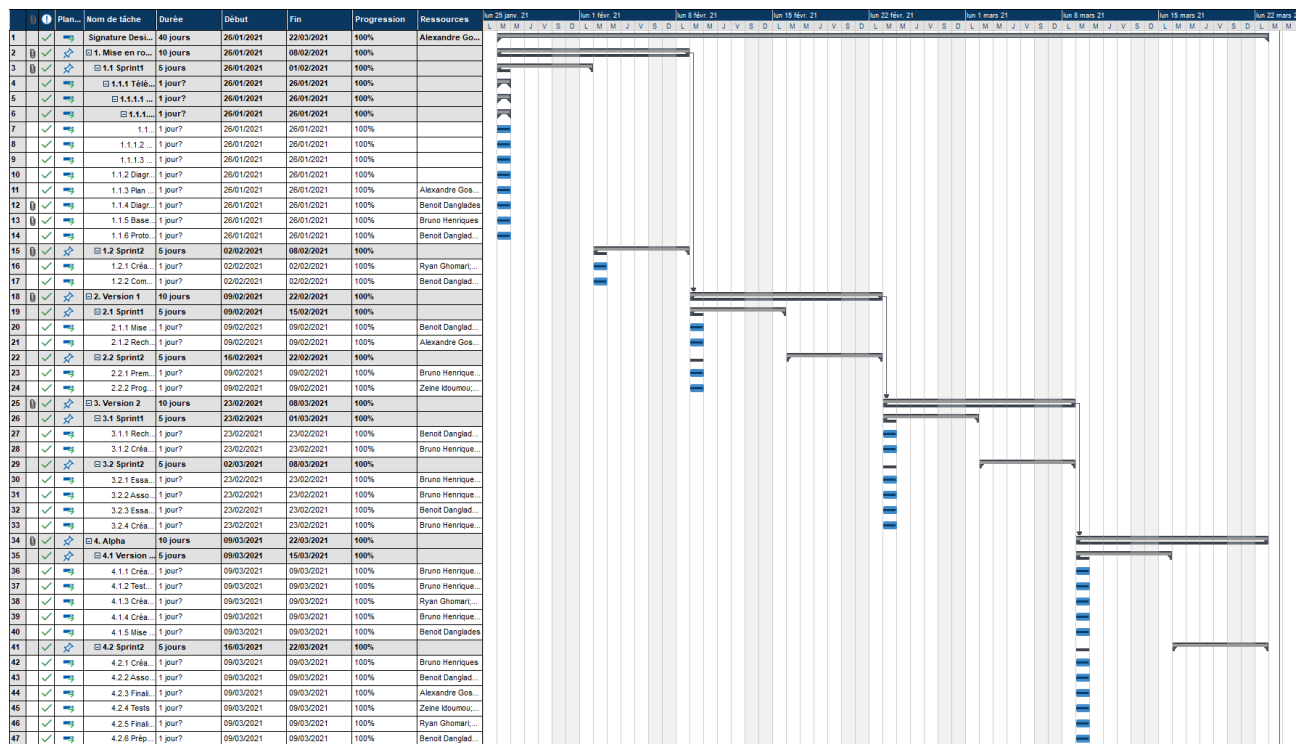 Plan... Nom de tâche Durée Début Fin Progression Ressources lun 25 janv. 21 lun 1 févr. 21 lun 8 févr. 21 lun 15 févr. 21 lun 22 févr. 21 lun 1 mars 21 lun 8 mars 21 lun 15 mars 21 lun 22 mars 2
L M M J V S D L M M J V S D L M M J V S D L M M J V S D L M M J V S D L M M J V S D L M M J V S D L M M J V S D L M M
1 Signature Desi... 40 jours 26/01/2021 22/03/2021 100% Alexandre Go...
2 1. Mise en ro... 10 jours 26/01/2021 08/02/2021 100%
3 1.1 Sprint1 5 jours 26/01/2021 01/02/2021 100%
4 1.1.1 Télé... 1 jour? 26/01/2021 26/01/2021 100%
5 1.1.1.1 ... 1 jour? 26/01/2021 26/01/2021 100%
6 1.1.1.... 1 jour? 26/01/2021 26/01/2021 100%
7 1.1... 1 jour? 26/01/2021 26/01/2021 100%
8 1.1.1.2 ... 1 jour? 26/01/2021 26/01/2021 100%
9 1.1.1.3 ... 1 jour? 26/01/2021 26/01/2021 100%
10 1.1.2 Diagr... 1 jour? 26/01/2021 26/01/2021 100%
11 1.1.3 Plan ... 1 jour? 26/01/2021 26/01/2021 100% Alexandre Gos...
12 1.1.4 Diagr... 1 jour? 26/01/2021 26/01/2021 100% Benoit Danglades
13 1.1.5 Base... 1 jour? 26/01/2021 26/01/2021 100% Bruno Henriques
14 1.1.6 Proto... 1 jour? 26/01/2021 26/01/2021 100% Benoit Danglad...
15 1.2 Sprint2 5 jours 02/02/2021 08/02/2021 100%
16 1.2.1 Créa... 1 jour? 02/02/2021 02/02/2021 100% Ryan Ghomari;...
17 1.2.2 Com... 1 jour? 02/02/2021 02/02/2021 100% Benoit Danglad...
18 2. Version 1 10 jours 09/02/2021 22/02/2021 100%
19 2.1 Sprint1 5 jours 09/02/2021 15/02/2021 100%
20 2.1.1 Mise ... 1 jour? 09/02/2021 09/02/2021 100% Benoit Danglad...
21 2.1.2 Rech... 1 jour? 09/02/2021 09/02/2021 100% Alexandre Gos...
22 2.2 Sprint2 5 jours 16/02/2021 22/02/2021 100%
23 2.2.1 Prem... 1 jour? 09/02/2021 09/02/2021 100% Bruno Henrique...
24 2.2.2 Prog... 1 jour? 09/02/2021 09/02/2021 100% Zeine Idoumou;...
25 3. Version 2 10 jours 23/02/2021 08/03/2021 100%
26 3.1 Sprint1 5 jours 23/02/2021 01/03/2021 100%
27 3.1.1 Rech... 1 jour? 23/02/2021 23/02/2021 100% Benoit Danglad...
28 3.1.2 Créa... 1 jour? 23/02/2021 23/02/2021 100% Bruno Henrique...
29 3.2 Sprint2 5 jours 02/03/2021 08/03/2021 100%
30 3.2.1 Essa... 1 jour? 23/02/2021 23/02/2021 100% Bruno Henrique...
31 3.2.2 Asso... 1 jour? 23/02/2021 23/02/2021 100% Bruno Henrique...
32 3.2.3 Essa... 1 jour? 23/02/2021 23/02/2021 100% Benoit Danglad...
33 3.2.4 Créa... 1 jour? 23/02/2021 23/02/2021 100% Bruno Henrique...
34 4. Alpha 10 jours 09/03/2021 22/03/2021 100%
35 4.1 Version ... 5 jours 09/03/2021 15/03/2021 100%
36 4.1.1 Créa... 1 jour? 09/03/2021 09/03/2021 100% Bruno Henrique...
37 4.1.2 Test... 1 jour? 09/03/2021 09/03/2021 100% Bruno Henrique...
38 4.1.3 Créa... 1 jour? 09/03/2021 09/03/2021 100% Ryan Ghomari;...
39 4.1.4 Créa... 1 jour? 09/03/2021 09/03/2021 100% Bruno Henrique...
40 4.1.5 Mise ... 1 jour? 09/03/2021 09/03/2021 100% Benoit Danglades
41 4.2 Sprint2 5 jours 16/03/2021 22/03/2021 100%
42 4.2.1 Créa... 1 jour? 09/03/2021 09/03/2021 100% Bruno Henriques
43 4.2.2 Asso... 1 jour? 09/03/2021 09/03/2021 100% Benoit Danglad...
44 4.2.3 Finali... 1 jour? 09/03/2021 09/03/2021 100% Alexandre Gos...
45 4.2.4 Tests 1 jour? 09/03/2021 09/03/2021 100% Zeine Idoumou;...
46 4.2.5 Finali... 1 jour? 09/03/2021 09/03/2021 100% Ryan Ghomari;...
47 4.2.6 Prép... 1 jour? 09/03/2021 09/03/2021 100% Benoit Danglad...